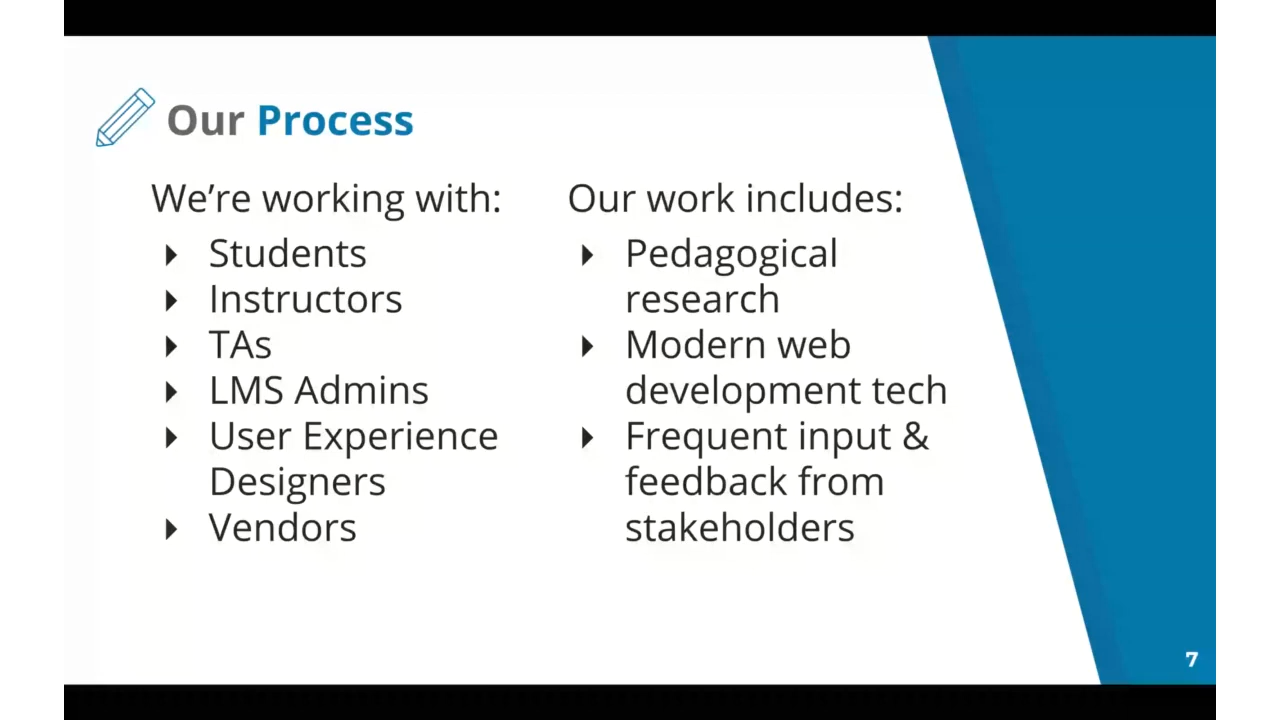 Our Process
We’re working with:
Students
Instructors
TAs
LMS Admins
User Experience
Designers
Vendors
Our work includes:
Pedagogical
research
Modern web
development tech
Frequent input &
feedback from
stakeholders
7